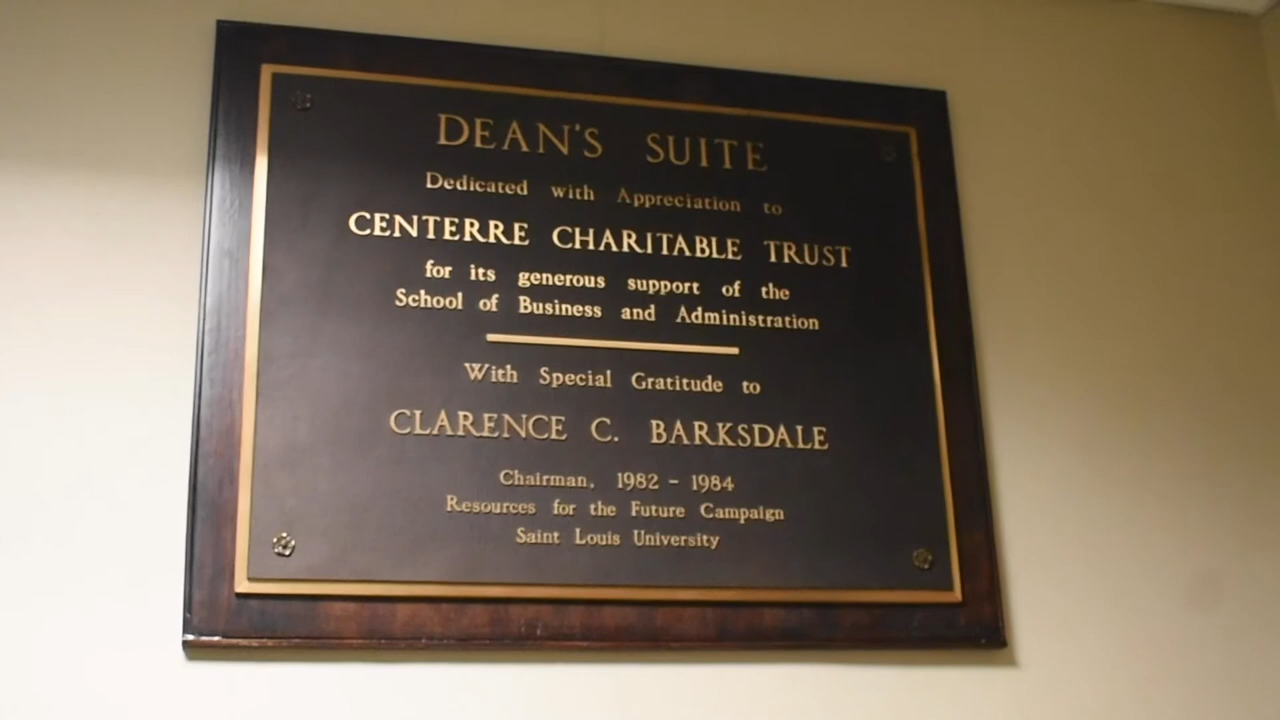 DEAN'S SUITE
Dedicated with Appreciation to
CENTERRE CHARITABLE TRUST
for its generous support of the
School of Business and Administration
With Special Gratitude to
CLARENCE C. BARKSDALE
Chairman, 1982 - 1984
Resources for the Future Campaign
Saint Louis University